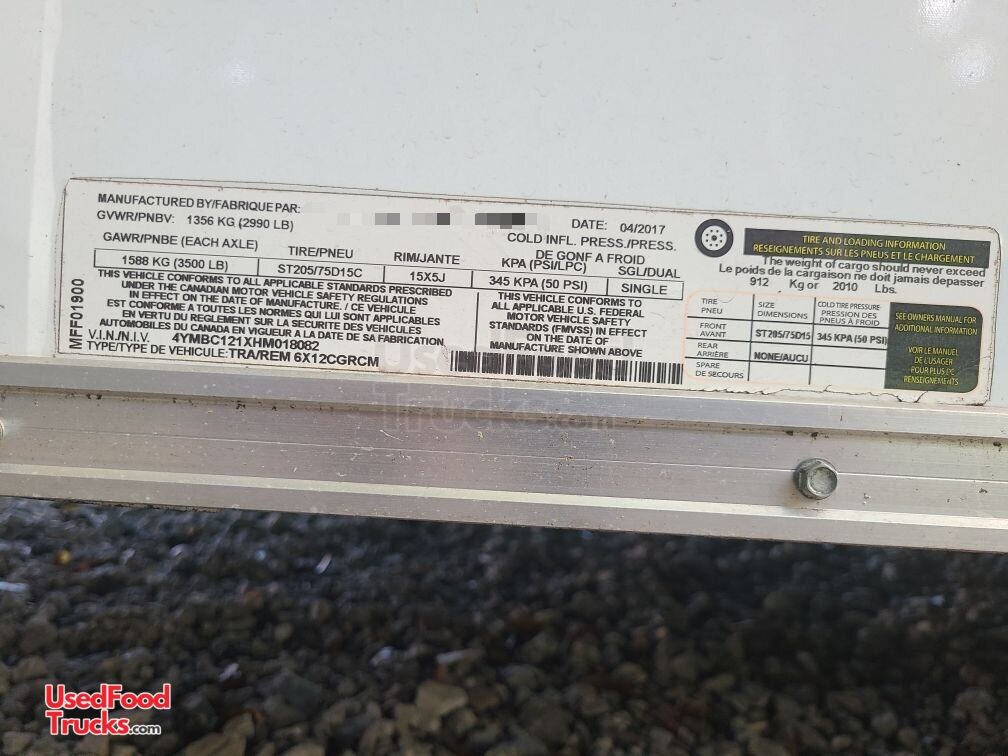 MANUFACTURED BY/FABRIQUE PAR:
GVWR/PNBV: 1356 KG (2990 LB)
DATE: 04/2017
GAWR/PNBE (EACH AXLE) TIRE/PNEU RIM/JANTE COLD INFL. PRESS./PRESS. DE GONF A FROID KPA (PSI/LPC) SGL/DUAL
1588 KG (3500 LB) ST205/75D15C 15X5J 345 KPA (50 PSI) SINGLE
MFF01900
THIS VEHICLE CONFORMS TO ALL APPLICABLE STANDARDS PRESCRIBED
UNDER THE CANADIAN MOTOR VEHICLE SAFETY REGULATIONS
IN EFFECT ON THE DATE OF MANUFACTURE. / CE VEHICULE
EST CONFORME A TOUTES LES NORMES QUI LUI SONT APPLICABLES
EN VERTU DU REGLEMENT SUR LA SECURITE DES VEHICULES
AUTOMOBILES DU CANADA EN VIGUEUR A LA DATE DE SA FABRICATION
V.I.N./N.I.V. 4YMBC121XHM018082
TYPE/TYPE DE VEHICULE: TRA/REM 6X12CGRCM
THIS VEHICLE CONFORMS TO
ALL APPLICABLE U.S. FEDERAL
MOTOR VEHICLE SAFETY
STANDARDS (FMVSS) IN EFFECT
ON THE DATE OF
MANUFACTURE SHOWN ABOVE
TIRE AND LOADING INFORMATION
RESEIGNEMENTS SUR LES PNEUS ET LE CHARGEMENT
The weight of cargo should never exceed
Le poids de la cargaison ne doit jamais depasser
912 Kg or 2010 Lbs.
TIRE PNEU SIZE DIMENSIONS COLD TIRE PRESSURE PRESSION DES PNEUS À FROID
FRONT AVANT ST205/75D15 345 KPA (50 PSI)
REAR ARRIÈRE NONE/AUCU
SPARE DE SECOURS
SEE OWNERS MANUAL FOR
ADDITIONAL INFORMATION
VOIR LE MANUEL
DE L'USAGER
POUR PLUS DE
RENSEIGNEMENTS
Used Food
Trucks.com
UsedFood
Trucks.com